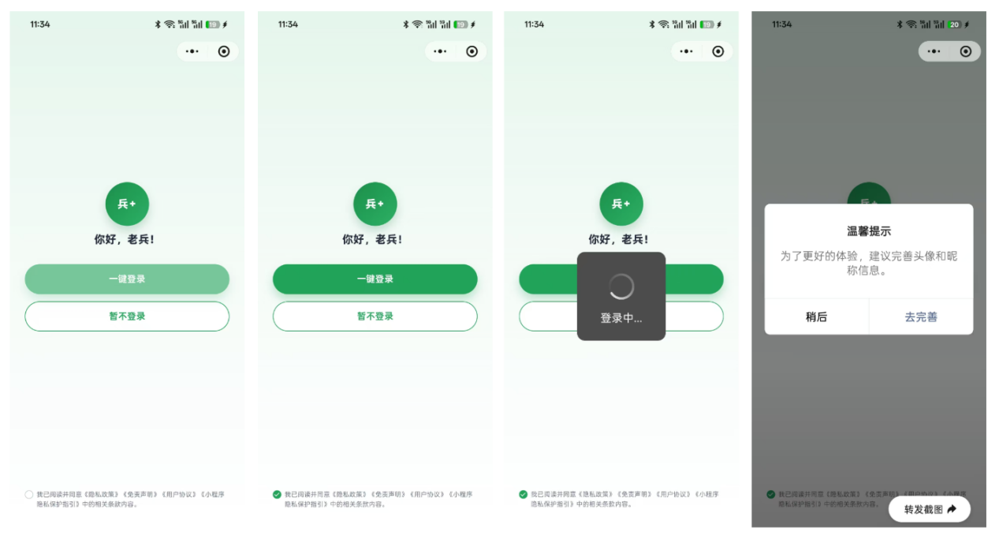 11:34
19
兵+
你好，老兵！
一键登录
暂不登录
我已阅读并同意《隐私政策》《免责声明》《用户协议》《小程序
隐私保护指引》中的相关条款内容。
11:34
19
兵+
你好，老兵！
一键登录
暂不登录
我已阅读并同意《隐私政策》《免责声明》《用户协议》《小程序
隐私保护指引》中的相关条款内容。
11:34
19
兵+
你好，老兵！
登录中...
我已阅读并同意《隐私政策》《免责声明》《用户协议》《小程序
隐私保护指引》中的相关条款内容。
11:34
20
兵+
温馨提示
为了更好的体验，建议完善头像和昵
称信息。
稍后
去完善
我已阅读并同意《隐私政策》《免责声明》《用户协议》《小程序
隐私保护指引》中的相关条款内容。
转发截图